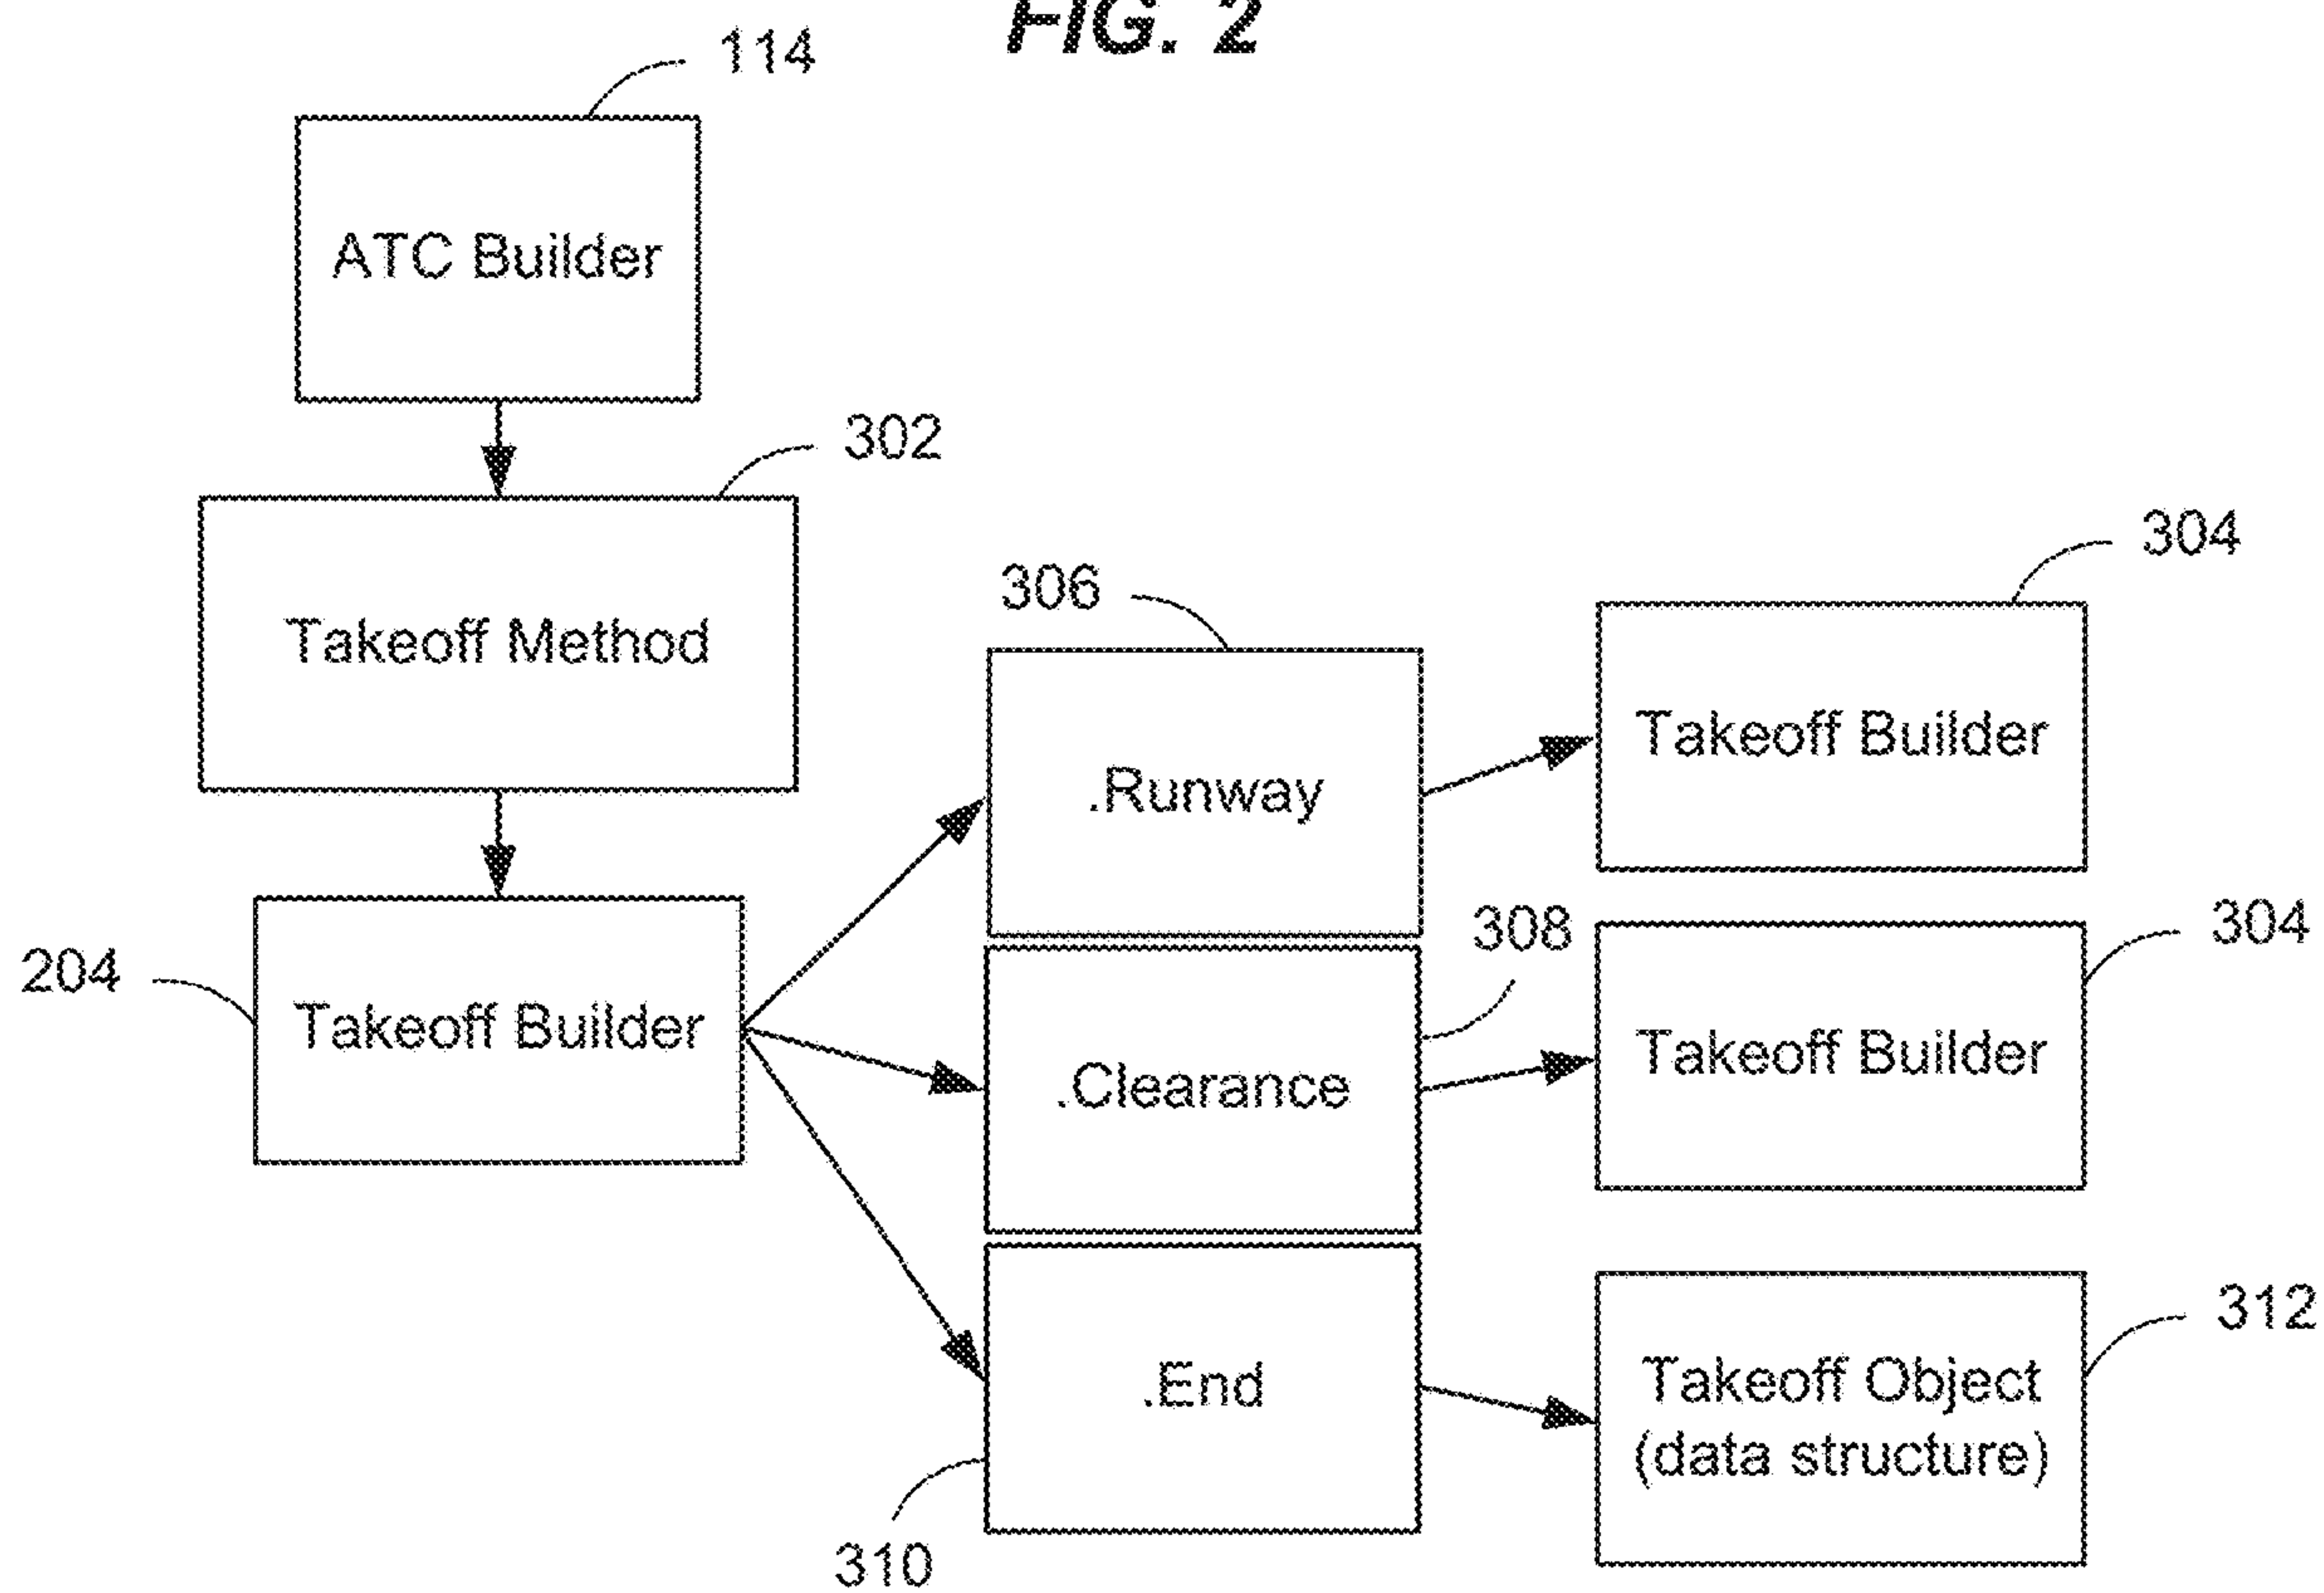 FIG. 2
114
ATC Builder
302
Takeoff Method
304
306
Takeoff Builder
.Runway
204
Takeoff Builder
308
304
.Clearance
Takeoff Builder
312
.End
Takeoff Object
(data structure)
310